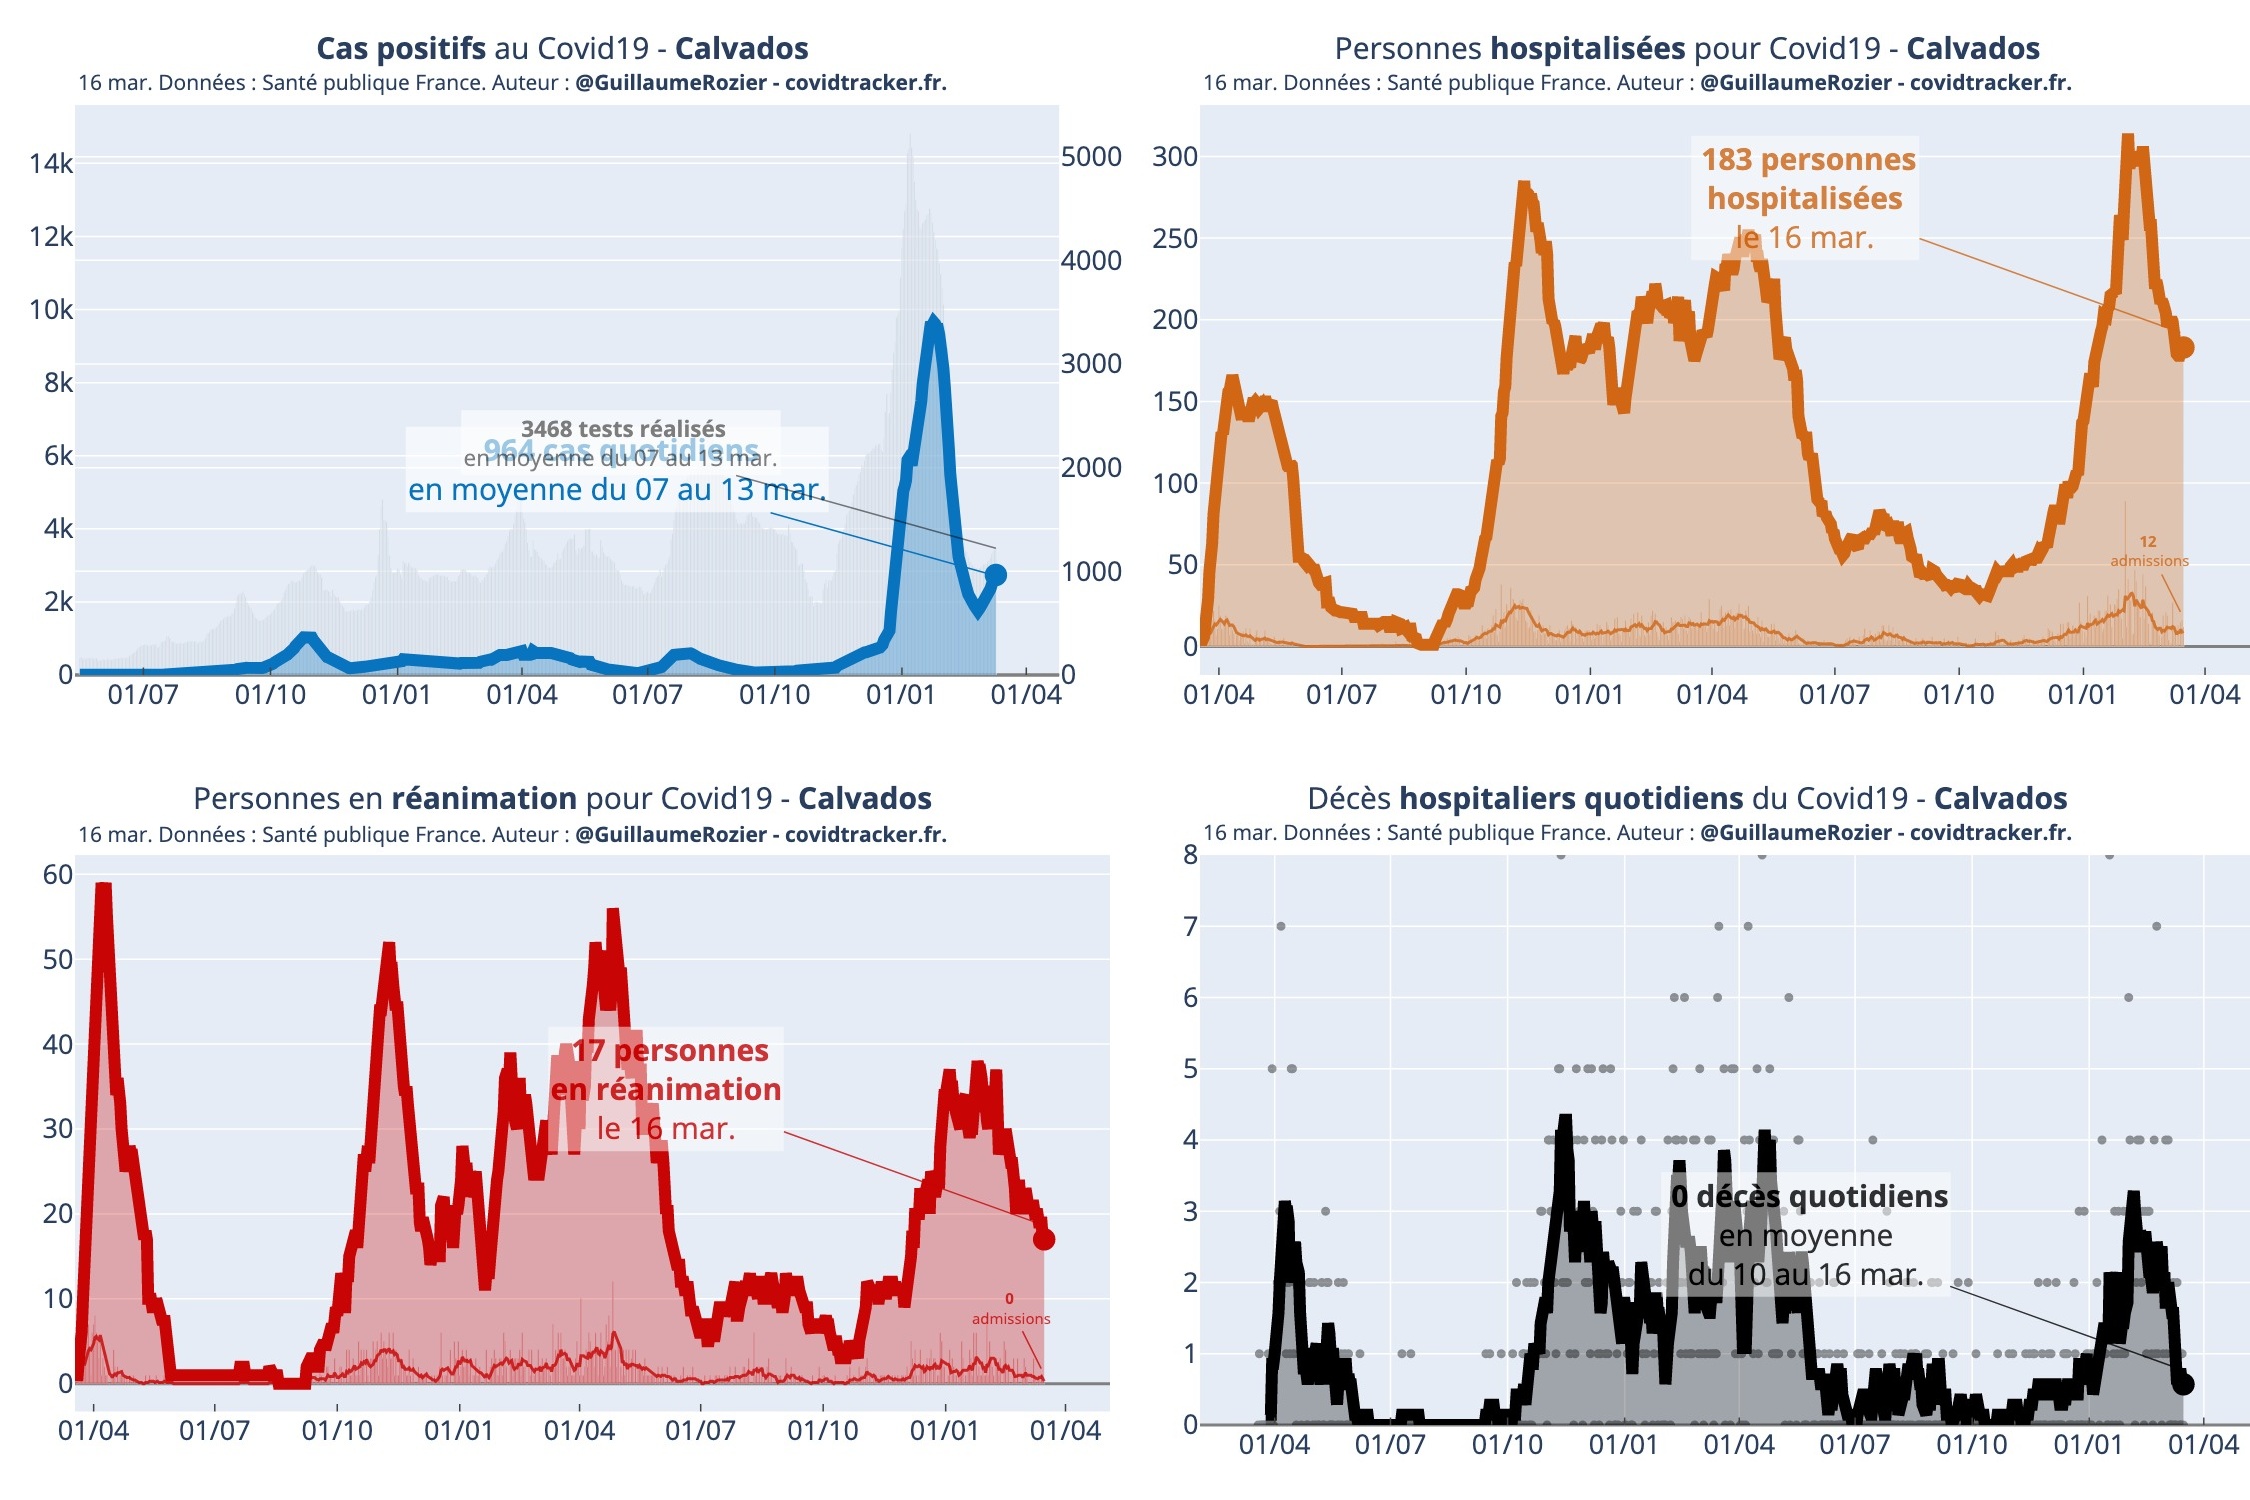 Cas positifs au Covid19 - Calvados
16 mar. Données : Santé publique France. Auteur : @GuillaumeRozier - covidtracker.fr.
14k
12k
10k
8k
6k
4k
2k
0
5000
4000
3000
2000
1000
0
3468 tests réalisés
en moyenne du 07 au 13 mar.
964 cas quotidiens
en moyenne du 07 au 13 mar.
01/07 01/10 01/01 01/04 01/07 01/10 01/01 01/04
Personnes hospitalisées pour Covid19 - Calvados
16 mar. Données : Santé publique France. Auteur : @GuillaumeRozier - covidtracker.fr.
300
250
200
150
100
50
0
183 personnes
hospitalisées
le 16 mar.
12
admissions
01/04 01/07 01/10 01/01 01/04 01/07 01/10 01/01 01/04
Personnes en réanimation pour Covid19 - Calvados
16 mar. Données : Santé publique France. Auteur : @GuillaumeRozier - covidtracker.fr.
60
50
40
30
20
10
0
17 personnes
en réanimation
le 16 mar.
0
admissions
01/04 01/07 01/10 01/01 01/04 01/07 01/10 01/01 01/04
Décès hospitaliers quotidiens du Covid19 - Calvados
16 mar. Données : Santé publique France. Auteur : @GuillaumeRozier - covidtracker.fr.
8
7
6
5
4
3
2
1
0
0 décès quotidiens
en moyenne
du 10 au 16 mar.
01/04 01/07 01/10 01/01 01/04 01/07 01/10 01/01 01/04